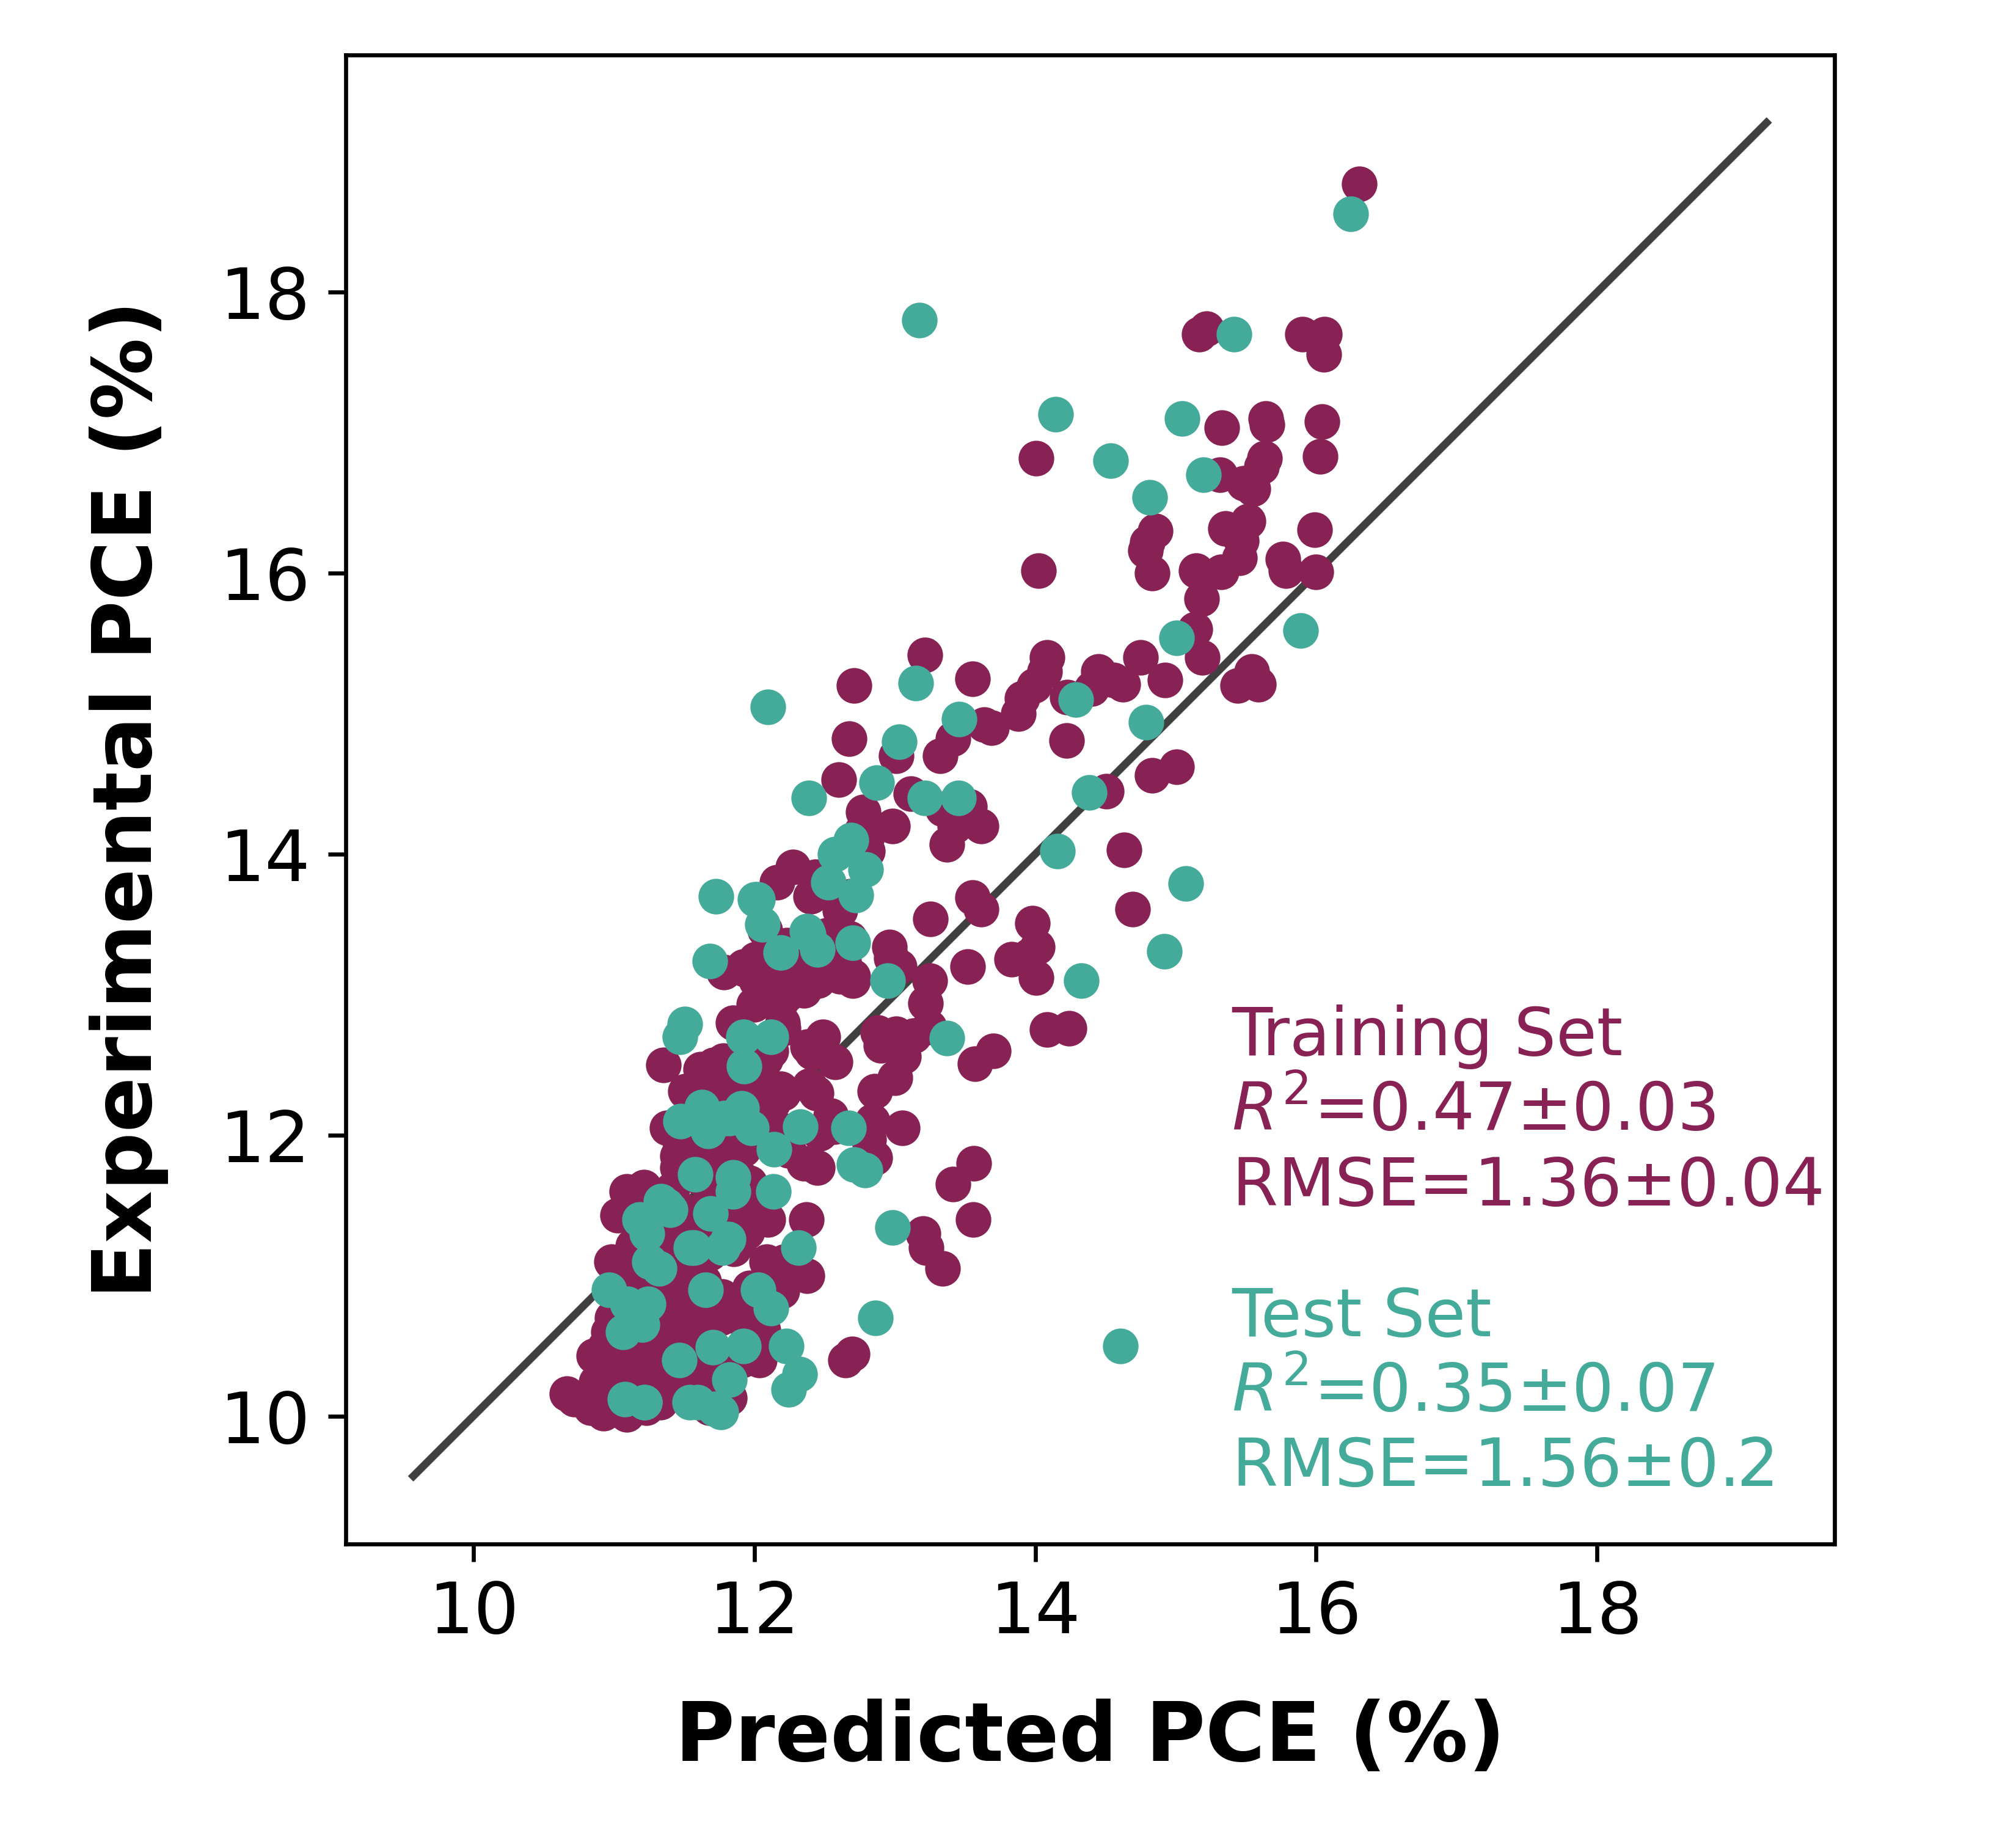 Experimental PCE (%)
18
16
14
12
10
Training Set
R²=0.47±0.03
RMSE=1.36±0.04
Test Set
R²=0.35±0.07
RMSE=1.56±0.2
10 12 14 16 18
Predicted PCE (%)